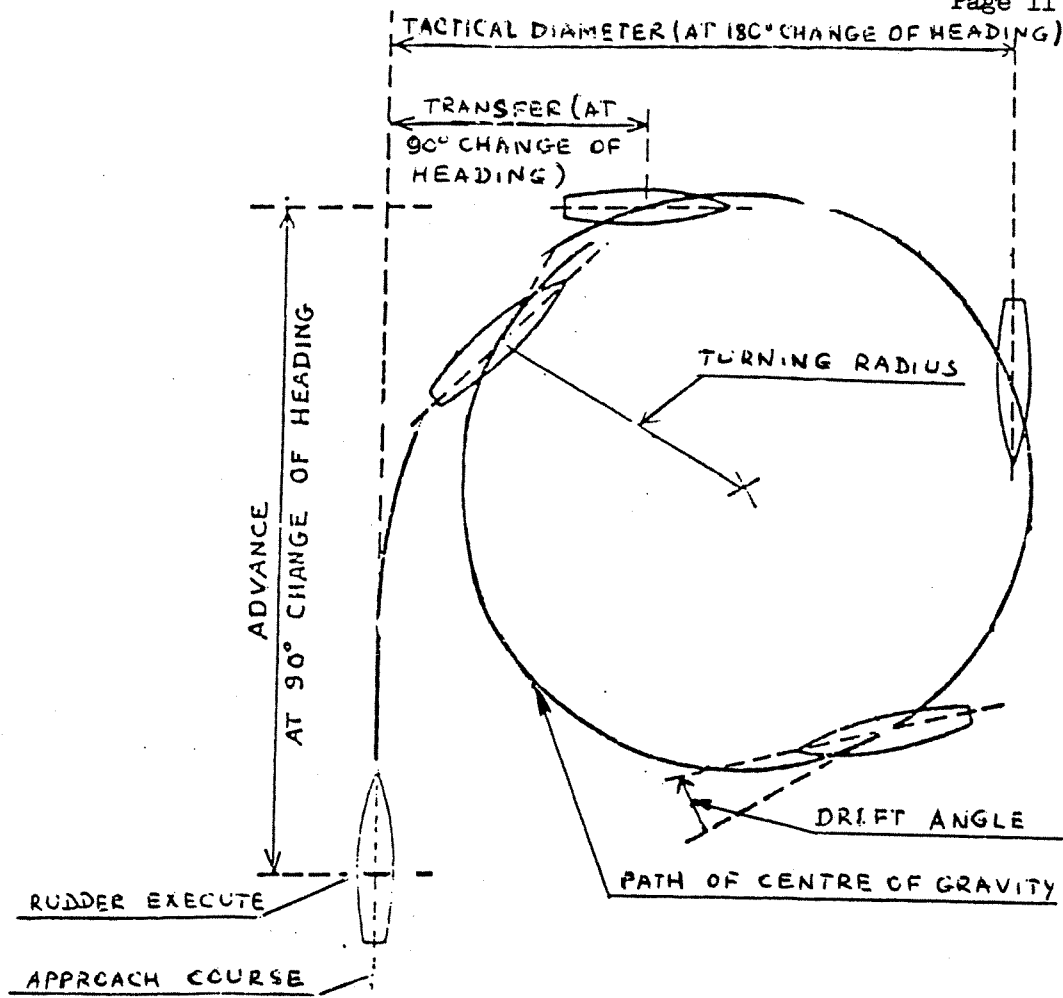 Page 11
TACTICAL DIAMETER (AT 180° CHANGE OF HEADING)
TRANSFER (AT
90° CHANGE OF
HEADING)
ADVANCE
AT 90° CHANGE OF HEADING
TURNING RADIUS
DRIFT ANGLE
PATH OF CENTRE OF GRAVITY
RUDDER EXECUTE
APPROACH COURSE